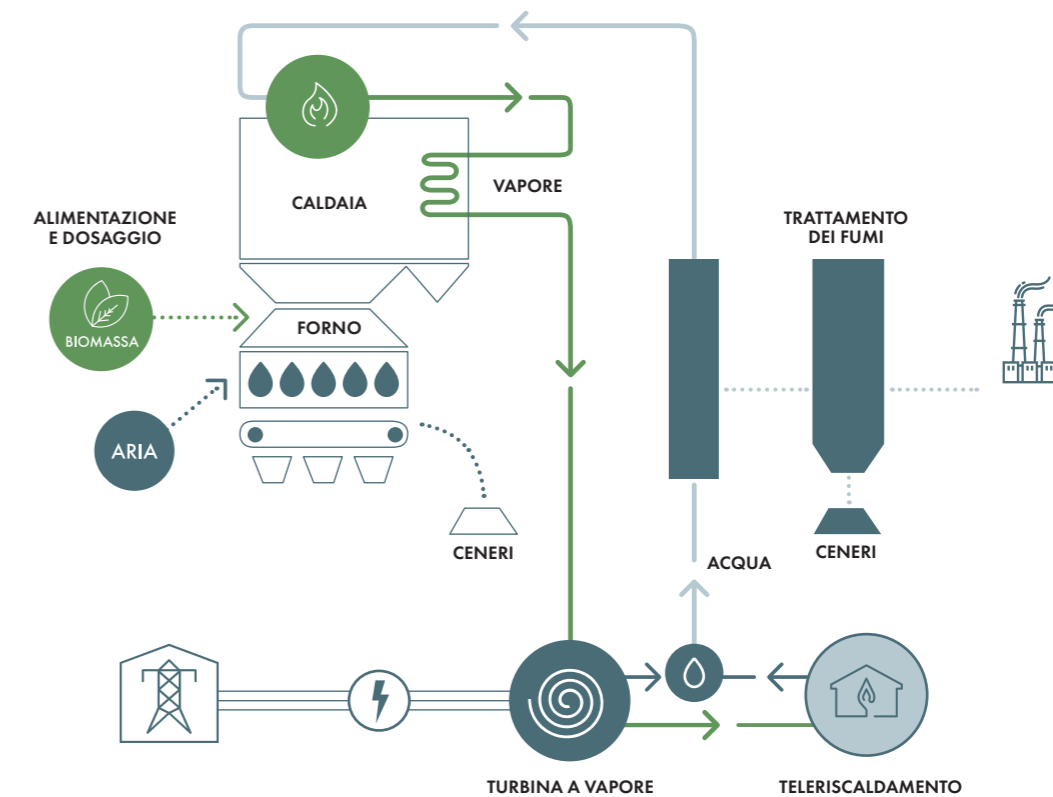 CALDAIA
VAPORE
ALIMENTAZIONE
E DOSAGGIO
TRATTAMENTO
DEI FUMI
BIOMASSA
FORNO
ARIA
CENERI
CENERI
ACQUA
TURBINA A VAPORE
TELERISCALDAMENTO